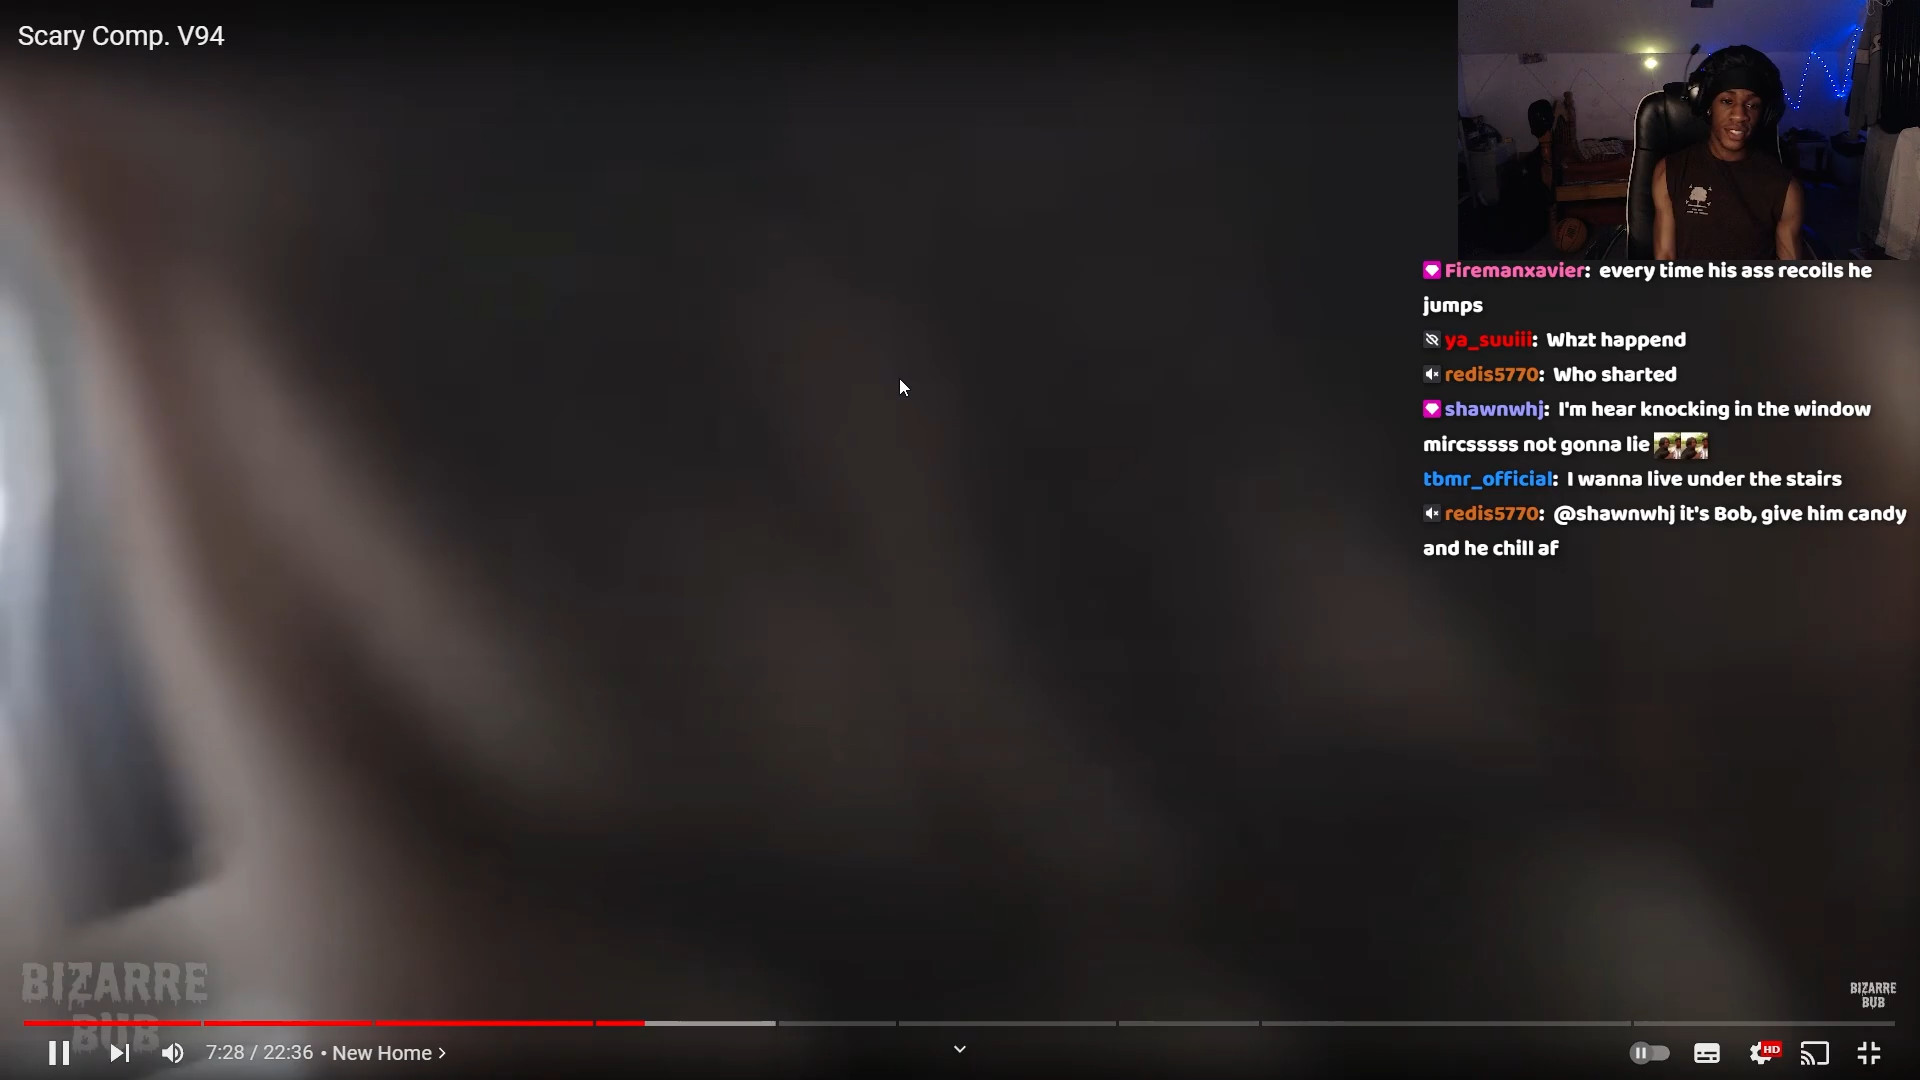 Scary Comp. V94
Firemanxavier: every time his ass recoils he
jumps
ya_suuiii: Whzt happend
redis5770: Who sharted
shawnwhj: I'm hear knocking in the window
mircsssss not gonna lie
tbmr_official: I wanna live under the stairs
redis5770: @shawnwhj it's Bob, give him candy
and he chill af
BIZARRE
BUB
BIZARRE
BUB
7:28 / 22:36 • New Home >
HD